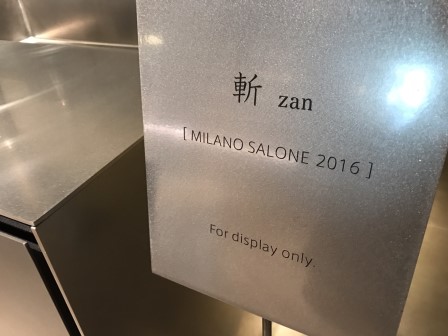 斬 zan
[ MILANO SALONE 2016 ]
For display only.